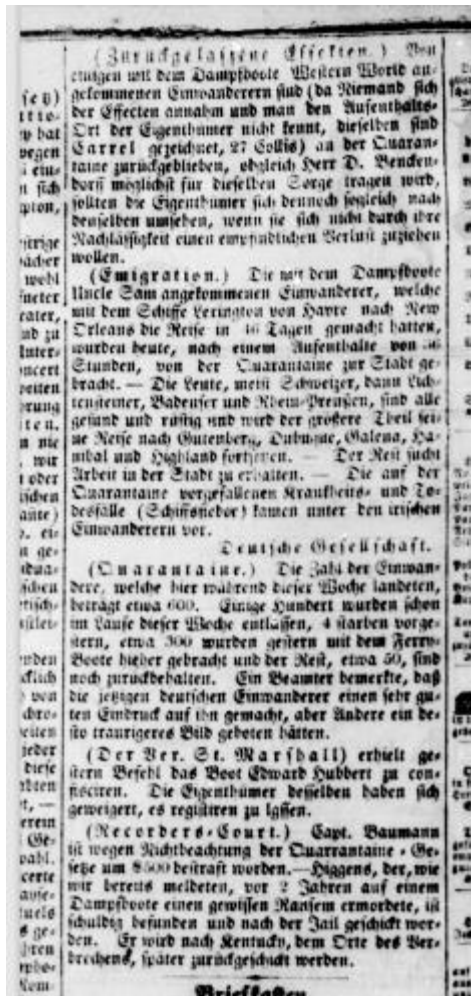 (Zurückgelassene Effekten.) Von
einigen mit dem Dampfboote Western World an-
gekommenen Einwanderern sind (da Niemand sich
der Effecten annahm und man den Aufenthalts-
Ort der Eigenthümer nicht kennt, dieselben sind
Carrel gezeichnet, 27 Collis) an der Quaran-
taine zurückgeblieben, obgleich Herr D. Bencken-
dorff möglichst für dieselben Sorge tragen wird,
sollten die Eigenthümer sich dennoch sogleich nach
denselben umsehen, wenn sie sich nicht durch ihre
Nachlässigkeit einen empfindlichen Verlust zuziehen
wollen.
(Emigration.) Die mit dem Dampfboote
Uncle Sam angekommenen Einwanderer, welche
mit dem Schiffe Lerington von Havre nach New
Orleans die Reise in 46 Tagen gemacht hatten,
wurden heute, nach einem Aufenthalte von 36
Stunden, von der Quarantaine zur Stadt ge-
bracht. — Die Leute, meist Schweizer, dann Lich-
tensteiner, Badenser und Rhein-Preußen, sind alle
gesund und rüstig und wird der größere Theil sei-
ne Reise nach Gutenberg, Dubuque, Galena, Ha-
nibal und Highland fortsetzen. — Der Rest sucht
Arbeit in der Stadt zu erhalten. — Die auf der
Quarantaine vorgefallenen Krankheits- und To-
desfälle (Schiffsfieber) kamen unter den irischen
Einwanderern vor.
Deutsche Gesellschaft.
(Quarantaine.) Die Zahl der Einwan-
dere, welche hier während dieser Woche landeten,
beträgt etwa 600. Einige Hundert wurden schon
im Laufe dieser Woche entlassen, 4 starben vorge-
stern, etwa 300 wurden gestern mit dem Ferry-
Boote hieher gebracht und der Rest, etwa 50, sind
noch zurückbehalten. Ein Beamter bemerkte, daß
die jetzigen deutschen Einwanderer einen sehr gu-
ten Eindruck auf ihn gemacht, aber Andere ein de-
sto traurigeres Bild geboten hätten.
(Der Ver. St. Marshall) erhielt ge-
stern Befehl das Boot Edward Hubbert zu con-
fisciren. Die Eigenthümer desselben haben sich
geweigert, es registiren zu lassen.
(Recorders-Court.) Capt. Baumann
ist wegen Nichtbeachtung der Quarrantaine-Ge-
setze um $500 bestraft worden.—Higgens, der, wie
wir bereits meldeten, vor 2 Jahren auf einem
Dampfboote einen gewissen Ransem ermordete, ist
schuldig befunden und nach der Jail geschickt wor-
den. Er wird nach Kentucky, dem Orte des Ver-
brechens, später zurückgeschickt werden.
Briefkasten